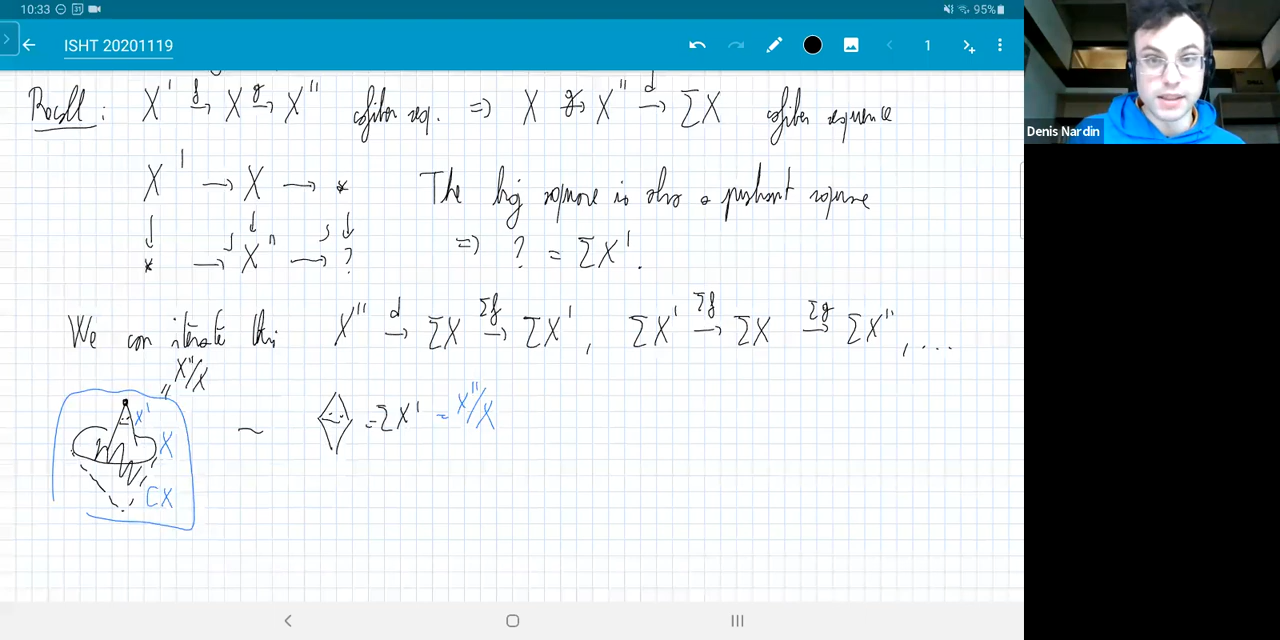 10:33 95%
ISHT 20201119
1
Denis Nardin
Recall: X' f→ X g→ X'' cofiber seq. ⇒ X g→ X'' d→ ΣX cofiber sequence
X' → X → * The big square is also a pushout square
↓ ↓ ↓
* → X'' → ? ⇒ ? = ΣX'.
We can iterate this X'' d→ ΣX Σf→ ΣX', ΣX' Σf→ ΣX Σg→ ΣX'', ...
X''/X
X' X ~ = ΣX' = X''/X
CX